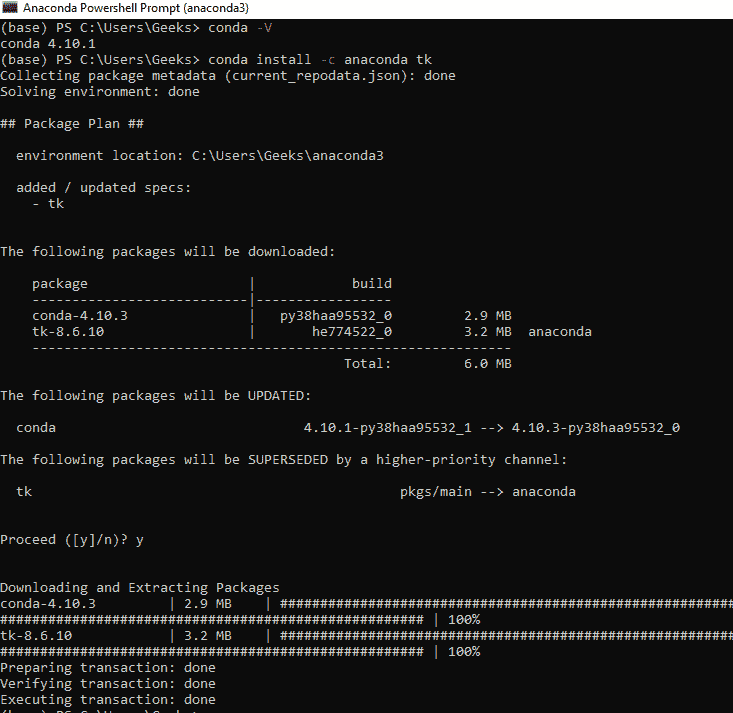 Anaconda Powershell Prompt (anaconda3)
(base) PS C:\Users\Geeks> conda -V
conda 4.10.1
(base) PS C:\Users\Geeks> conda install -c anaconda tk
Collecting package metadata (current_repodata.json): done
Solving environment: done

## Package Plan ##

  environment location: C:\Users\Geeks\anaconda3

  added / updated specs:
    - tk


The following packages will be downloaded:

    package                    |            build
    ---------------------------|-----------------
    conda-4.10.3               |   py38haa95532_0         2.9 MB
    tk-8.6.10                  |       he774522_0         3.2 MB  anaconda
    ------------------------------------------------------------
                                           Total:         6.0 MB

The following packages will be UPDATED:

  conda                               4.10.1-py38haa95532_1 --> 4.10.3-py38haa95532_0

The following packages will be SUPERSEDED by a higher-priority channel:

  tk                                              pkgs/main --> anaconda


Proceed ([y]/n)? y


Downloading and Extracting Packages
conda-4.10.3         | 2.9 MB    | #########################################################
##################################################### | 100%
tk-8.6.10            | 3.2 MB    | #########################################################
##################################################### | 100%
Preparing transaction: done
Verifying transaction: done
Executing transaction: done